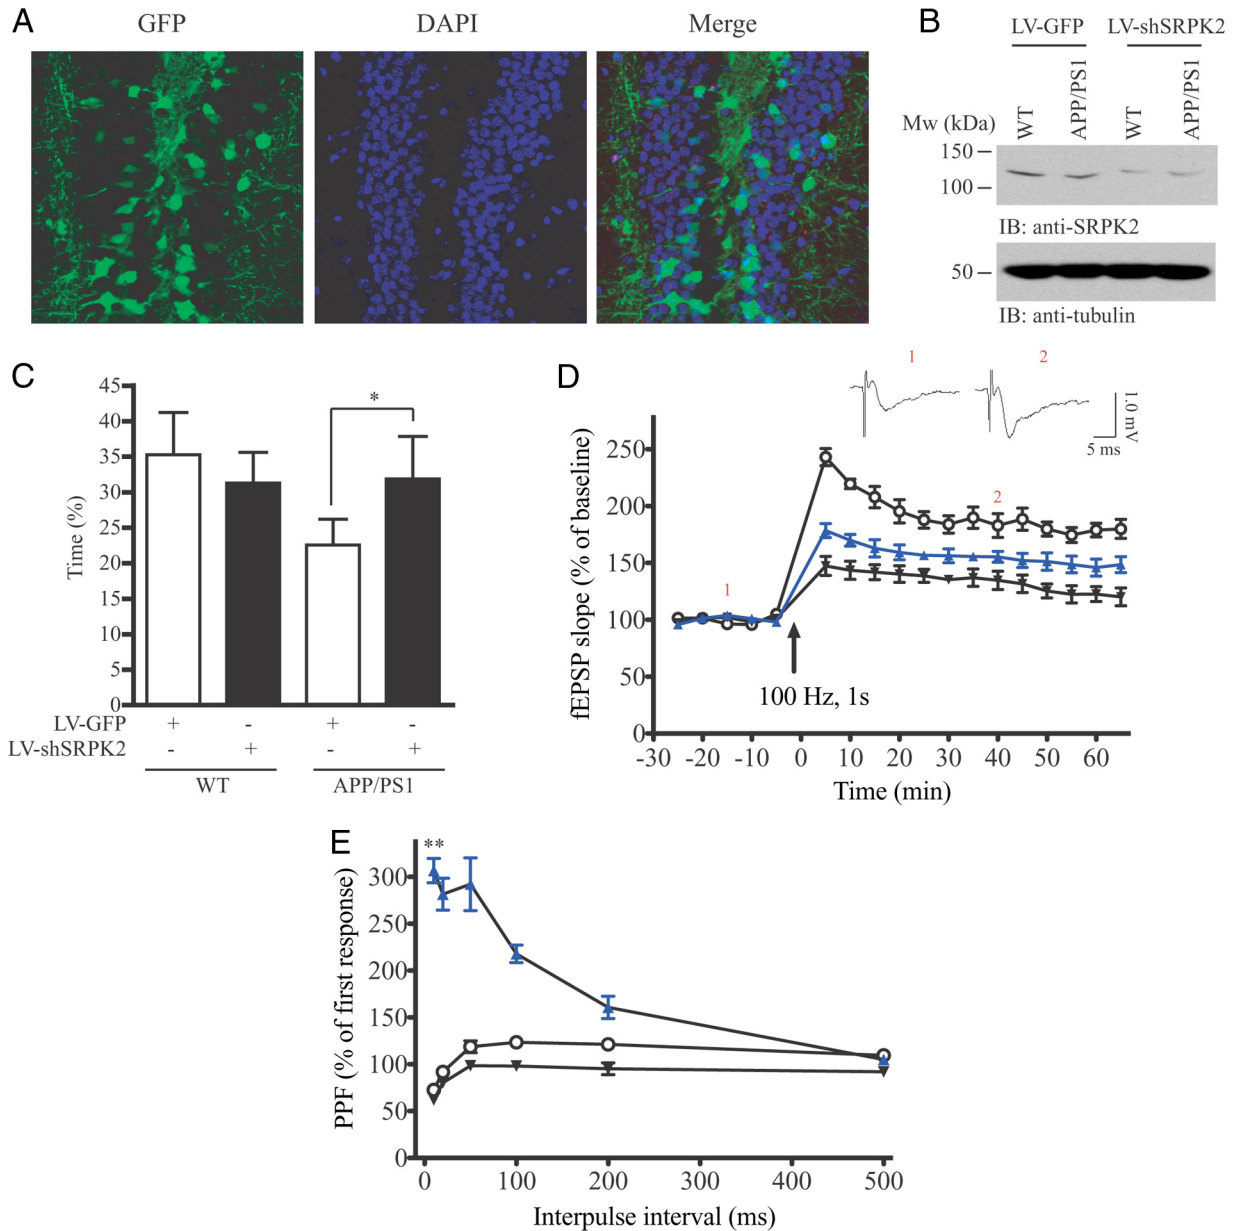 A
GFP
DAPI
Merge
B
LV-GFP
LV-shSRPK2
WT
APP/PS1
WT
APP/PS1
Mw (kDa)
150
100
IB: anti-SRPK2
50
IB: anti-tubulin
C
Time (%)
45
40
35
30
25
20
15
10
5
0
*
LV-GFP + - + -
LV-shSRPK2 - + - +
WT
APP/PS1
D
1
2
1.0 mV
5 ms
fEPSP slope (% of baseline)
250
200
150
100
50
0
1
2
100 Hz, 1s
-30 -20 -10 0 10 20 30 40 50 60
Time (min)
E
**
PPF (% of first response)
300
250
200
150
100
50
0
0 100 200 300 400 500
Interpulse interval (ms)